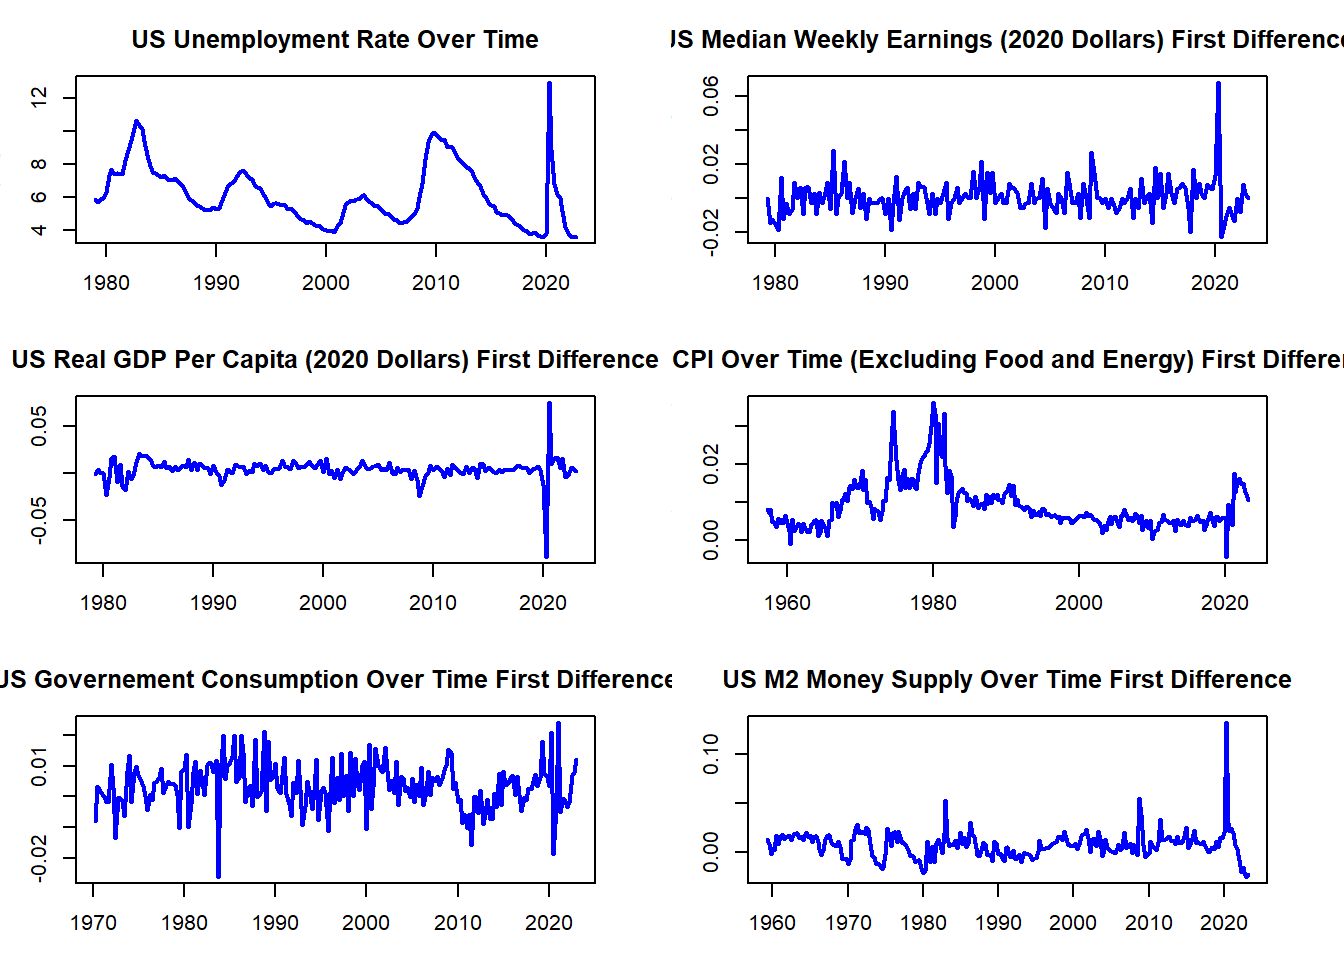 US Unemployment Rate Over Time
12
8
6
4
1980 1990 2000 2010 2020
US Median Weekly Earnings (2020 Dollars) First Difference
0.06
0.02
-0.02
1980 1990 2000 2010 2020
US Real GDP Per Capita (2020 Dollars) First Difference
0.05
-0.05
1980 1990 2000 2010 2020
CPI Over Time (Excluding Food and Energy) First Differen
0.02
0.00
1960 1980 2000 2020
US Governement Consumption Over Time First Difference
0.01
-0.02
1970 1980 1990 2000 2010 2020
US M2 Money Supply Over Time First Difference
0.10
0.00
1960 1970 1980 1990 2000 2010 2020